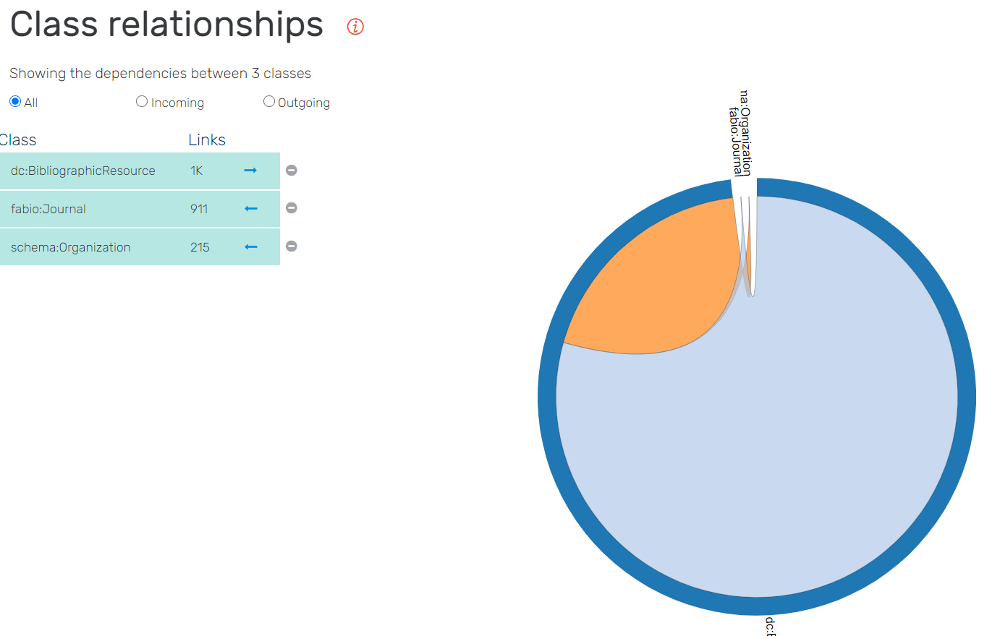 Class relationships
Showing the dependencies between 3 classes
All Incoming Outgoing
Class Links
dc:BibliographicResource 1K
fabio:Journal 911
schema:Organization 215
na:Organization
fabio:Journal
dc:E